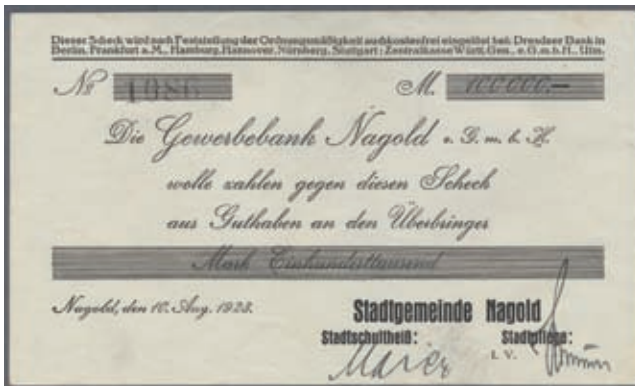 Dieser Scheck wird nach Feststellung der Ordnungsmäßigkeit auch kostenfrei eingelöst bei: Dresdner Bank in
Berlin, Frankfurt a. M., Hamburg, Hannover, Nürnberg, Stuttgart; Zentralkasse Württ. Gen., e. G. m. b. H., Ulm.
№ 1086 M. 100000.—
Die Gewerbebank Nagold e. G. m. b. H.
wolle zahlen gegen diesen Scheck
aus Guthaben an den Überbringer
Mark Einhunderttausend
Nagold, den 10. Aug. 1923.
Stadtgemeinde Nagold
Stadtschultheiß: Stadtpflege:
Maier I. V.